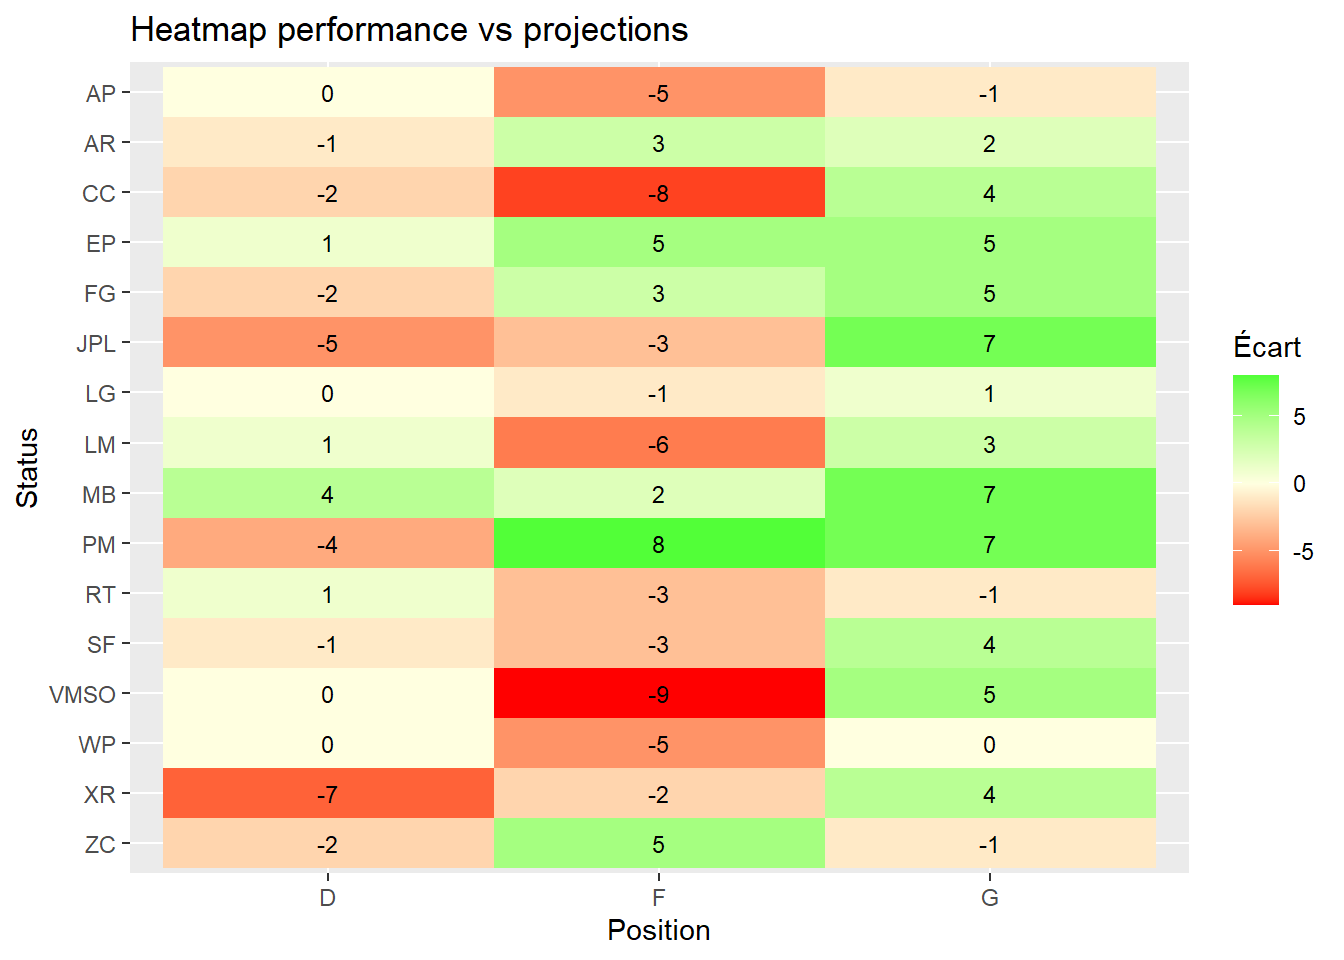 Heatmap performance vs projections
Status
AP 0 -5 -1
AR -1 3 2
CC -2 -8 4
EP 1 5 5
FG -2 3 5
JPL -5 -3 7
LG 0 -1 1
LM 1 -6 3
MB 4 2 7
PM -4 8 7
RT 1 -3 -1
SF -1 -3 4
VMSO 0 -9 5
WP 0 -5 0
XR -7 -2 4
ZC -2 5 -1
D F G
Position
Écart
5
0
-5